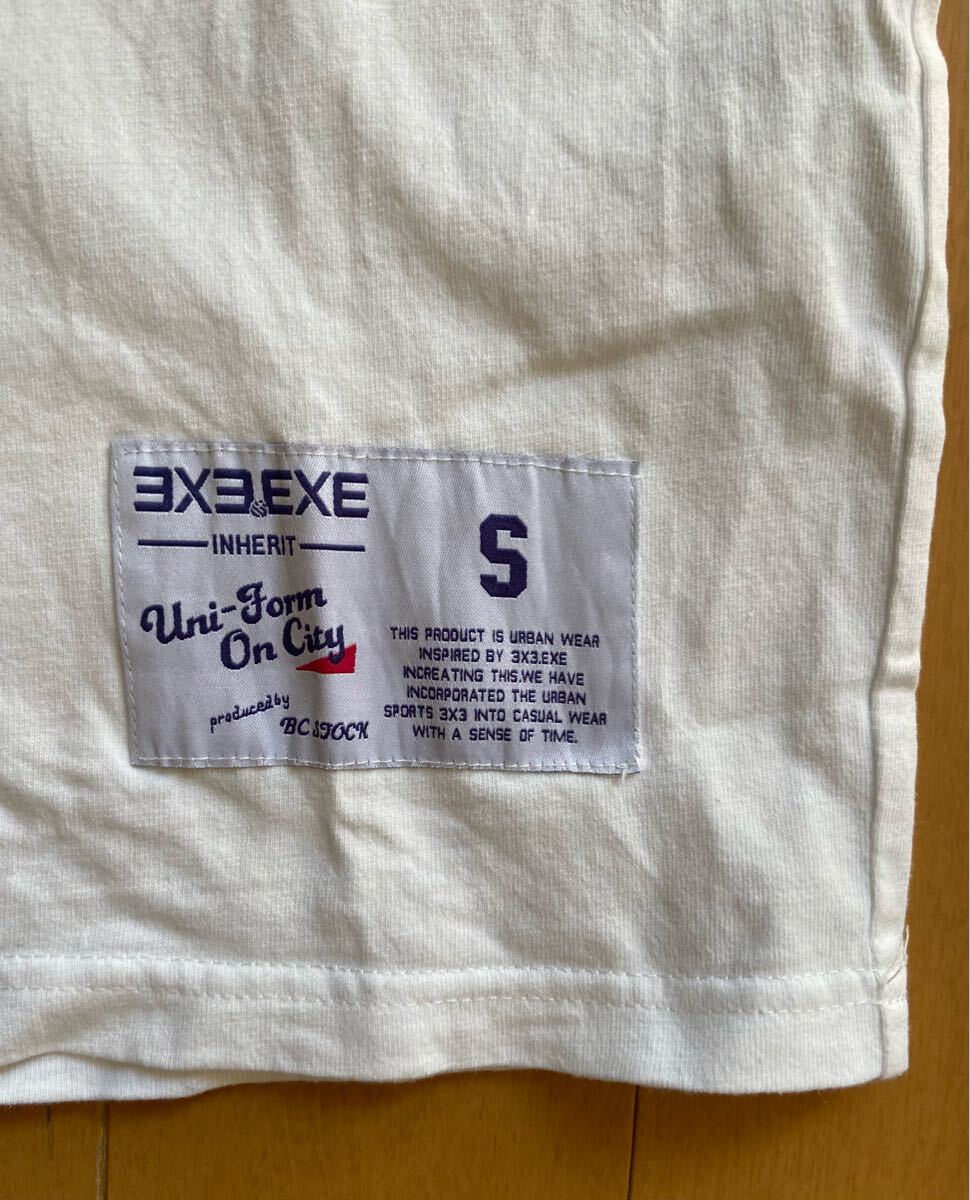 3X3.EXE
INHERIT
Uni-Form
On City
produced by
BC STOCK
S
THIS PRODUCT IS URBAN WEAR
INSPIRED BY 3X3.EXE
INCREATING THIS.WE HAVE
INCORPORATED THE URBAN
SPORTS 3X3 INTO CASUAL WEAR
WITH A SENSE OF TIME.